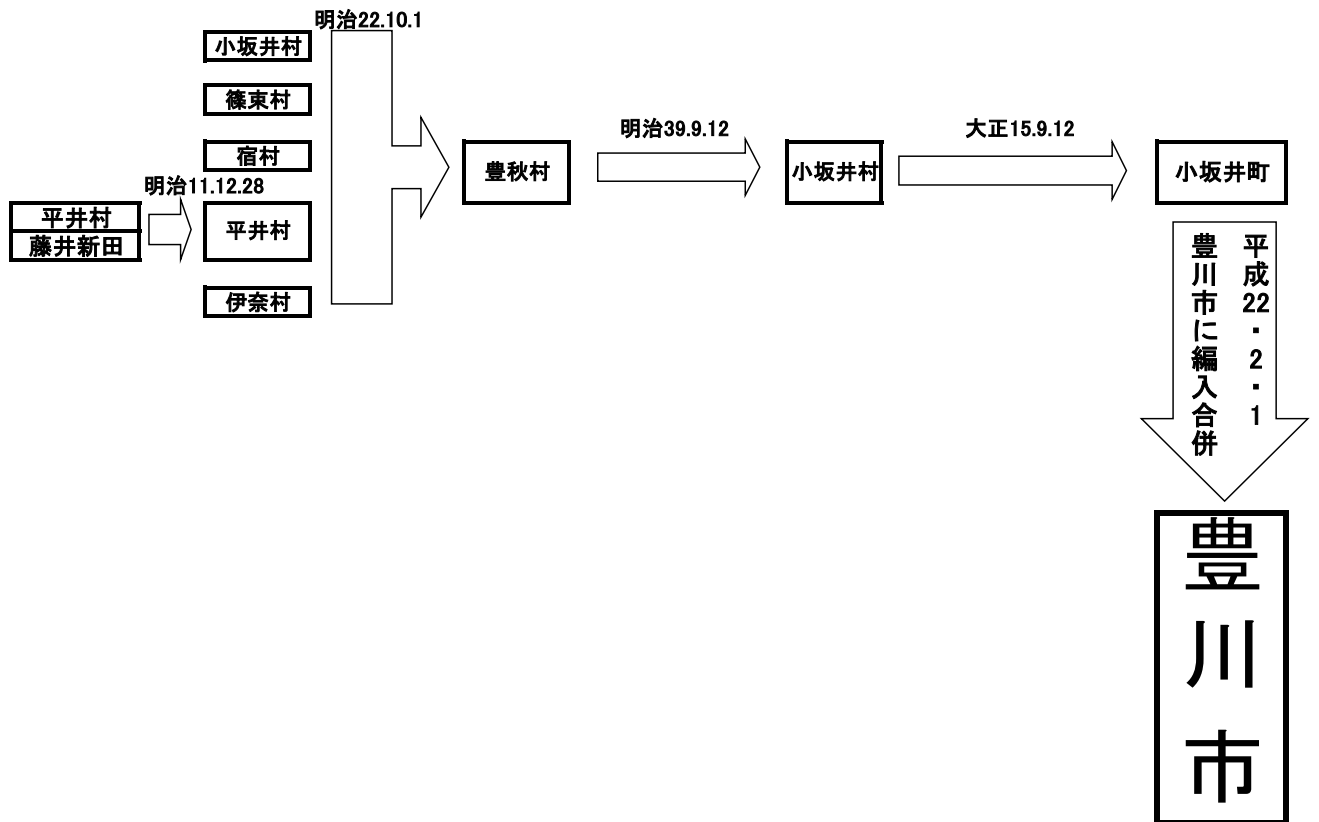 明治22.10.1
小坂井村
篠束村
宿村
明治11.12.28
平井村
藤井新田
平井村
伊奈村
豊秋村
明治39.9.12
小坂井村
大正15.9.12
小坂井町
平成22・2・1
豊川市に編入合併
豊川市